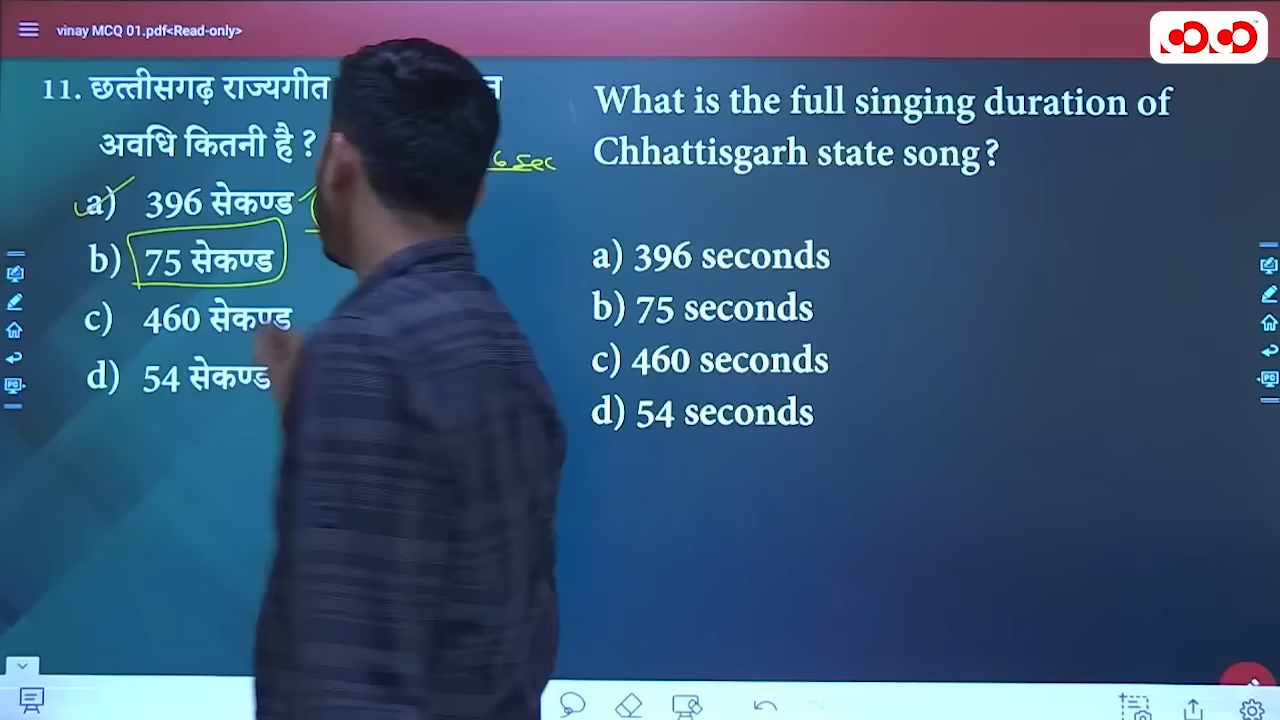 vinay MCQ 01.pdf<Read-only>
11. छत्तीसगढ़ राज्यगीत
अवधि कितनी है ?
6 sec
a) 396 सेकण्ड
b) 75 सेकण्ड
c) 460 सेकण्ड
d) 54 सेकण्ड
What is the full singing duration of
Chhattisgarh state song?
a) 396 seconds
b) 75 seconds
c) 460 seconds
d) 54 seconds